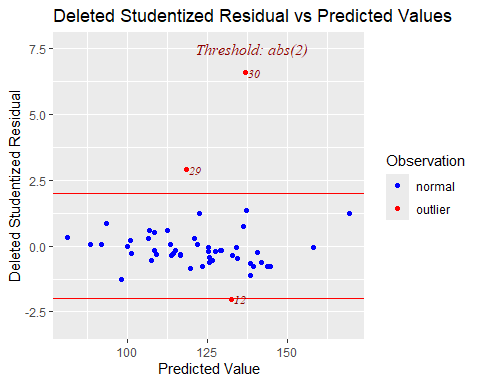 Deleted Studentized Residual vs Predicted Values
Threshold: abs(2)
30
29
12
7.5
5.0
2.5
0.0
-2.5
Deleted Studentized Residual
100
125
150
Predicted Value
Observation
normal
outlier